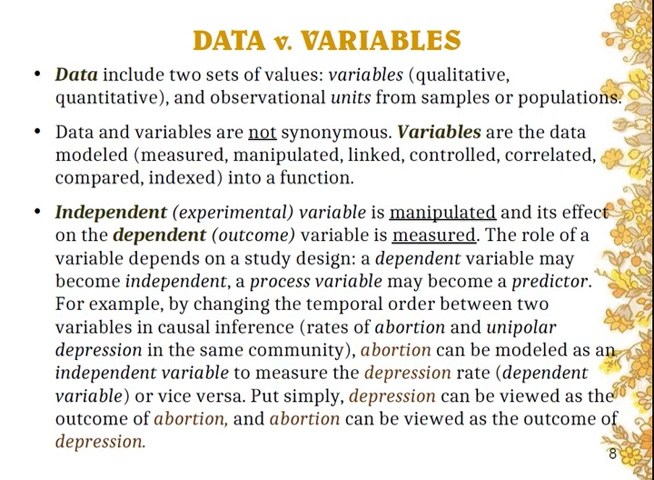 DATA v. VARIABLES
• Data include two sets of values: variables (qualitative,
quantitative), and observational units from samples or populations.
• Data and variables are not synonymous. Variables are the data
modeled (measured, manipulated, linked, controlled, correlated,
compared, indexed) into a function.
• Independent (experimental) variable is manipulated and its effect
on the dependent (outcome) variable is measured. The role of a
variable depends on a study design: a dependent variable may
become independent, a process variable may become a predictor.
For example, by changing the temporal order between two
variables in causal inference (rates of abortion and unipolar
depression in the same community), abortion can be modeled as an
independent variable to measure the depression rate (dependent
variable) or vice versa. Put simply, depression can be viewed as the
outcome of abortion, and abortion can be viewed as the outcome of
depression.
8